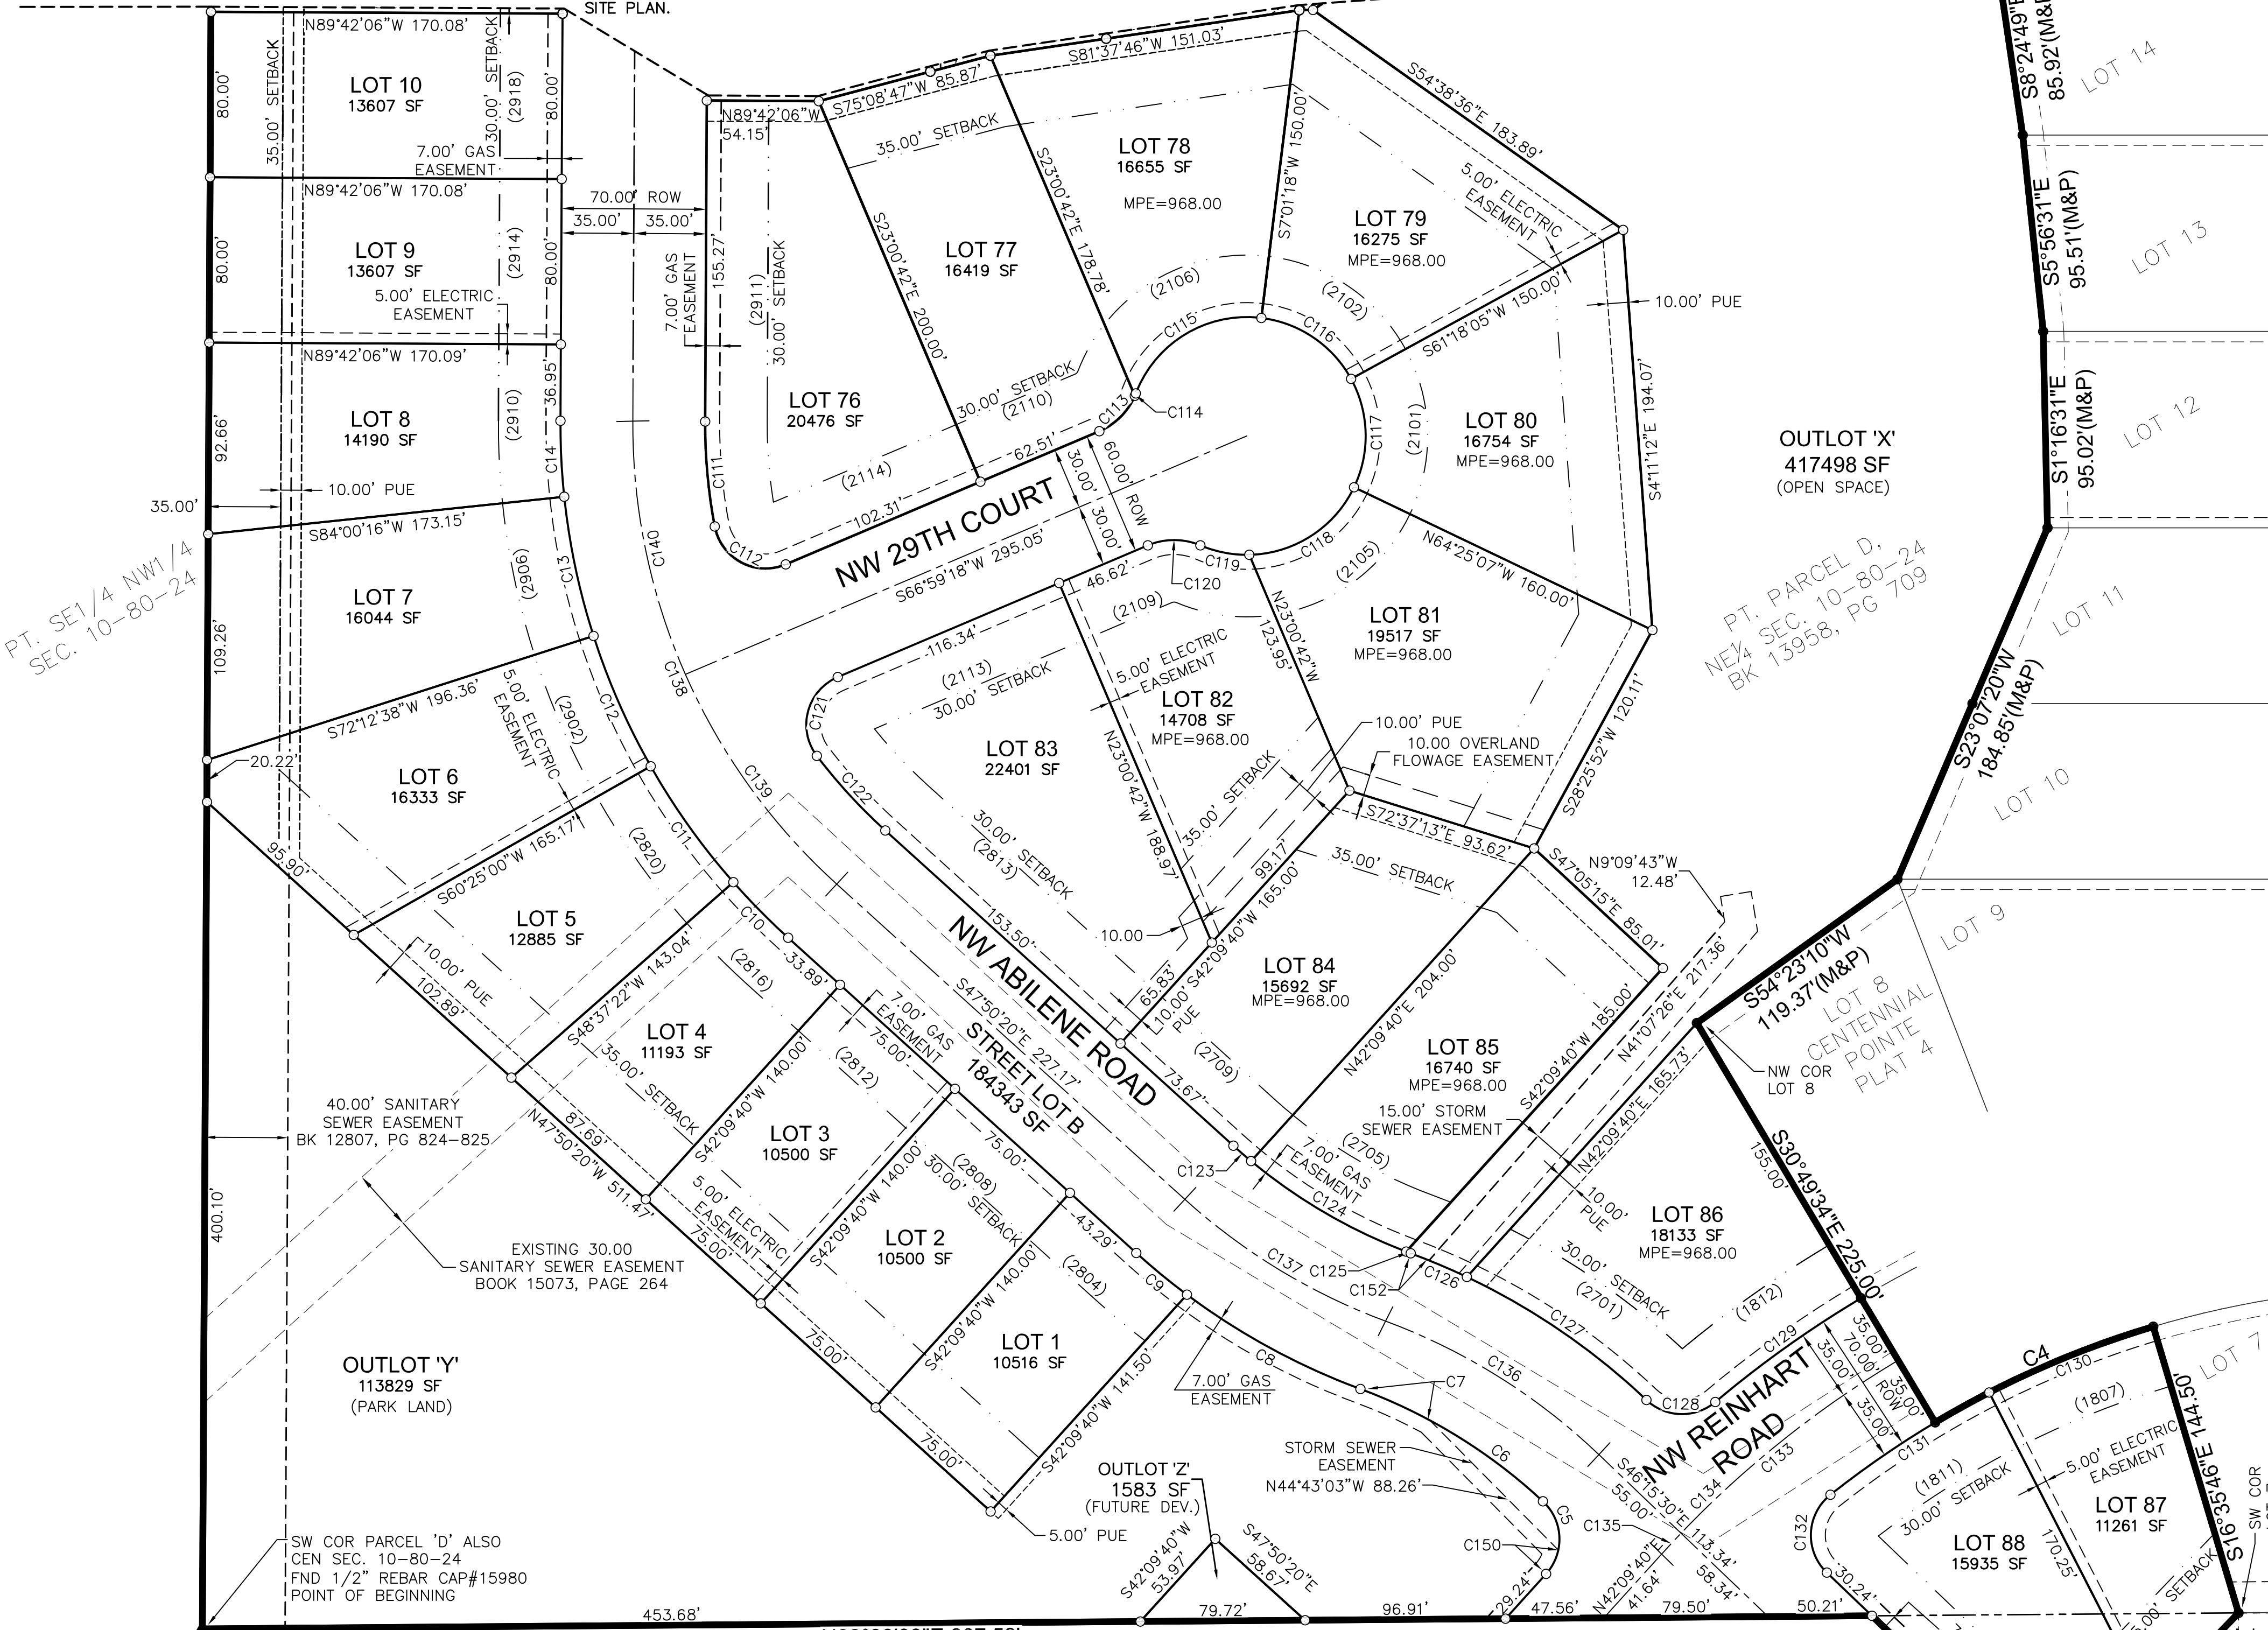 SITE PLAN.
N89°42'06"W 170.08'
35.00' SETBACK
30.00' SETBACK
(2918)
80.00'
80.00'
LOT 10
13607 SF
7.00' GAS
EASEMENT
N89°42'06"W 170.08'
70.00' ROW
35.00'
35.00'
80.00'
LOT 9
13607 SF
(2914)
80.00'
5.00' ELECTRIC
EASEMENT
N89°42'06"W 170.09'
92.66'
LOT 8
14190 SF
(2910)
36.95'
C14
10.00' PUE
35.00'
S84°00'16"W 173.15'
PT. SE1/4 NW1/4
SEC. 10-80-24
109.26'
LOT 7
16044 SF
(2906)
C13
S72°12'38"W 196.36'
20.22'
LOT 6
16333 SF
5.00' ELECTRIC
EASEMENT
(2902)
C12
95.90'
S60°25'00"W 165.17'
LOT 5
12885 SF
(2820)
C11
10.00' PUE
102.89'
S48°37'22"W 143.04'
C10
33.89'
LOT 4
11193 SF
(2816)
35.00' SETBACK
7.00' GAS
EASEMENT
75.00'
40.00' SANITARY
SEWER EASEMENT
BK 12807, PG 824-825
87.69'
N47°50'20"W 511.47'
S42°09'40"W 140.00'
LOT 3
10500 SF
(2812)
5.00' ELECTRIC
EASEMENT
75.00'
S42°09'40"W 140.00'
75.00'
LOT 2
10500 SF
(2808)
30.00' SETBACK
400.10'
EXISTING 30.00
SANITARY SEWER EASEMENT
BOOK 15073, PAGE 264
75.00'
S42°09'40"W 140.00'
43.29'
C9
(2804)
LOT 1
10516 SF
75.00'
S42°09'40"W 141.50'
5.00' PUE
OUTLOT 'Y'
113829 SF
(PARK LAND)
SW COR PARCEL 'D' ALSO
CEN SEC. 10-80-24
FND 1/2" REBAR CAP#15980
POINT OF BEGINNING
453.68'
N89°42'06"W
54.15'
S75°08'47"W 85.87'
S81°37'46"W 151.03'
S54°38'36"E 183.89'
35.00' SETBACK
7.00' GAS
EASEMENT
155.27'
(2911)
30.00' SETBACK
LOT 76
20476 SF
S23°00'42"E 200.00'
C111
C112
(2114)
102.31'
LOT 77
16419 SF
30.00' SETBACK
(2110)
62.51'
C113
C114
S23°00'42"E 178.78'
LOT 78
16655 SF
MPE=968.00
(2106)
C115
S7°01'18"W 150.00'
LOT 79
16275 SF
MPE=968.00
(2102)
C116
5.00' ELECTRIC
EASEMENT
S61°18'05"W 150.00'
10.00' PUE
C117
(2101)
LOT 80
16754 SF
MPE=968.00
S4°11'12"E 194.07'
N64°25'07"W 160.00'
NW 29TH COURT
S66°59'18"W 295.05'
30.00'
30.00'
60.00' ROW
C140
C138
C139
46.62'
C120
C119
C118
(2105)
LOT 81
19517 SF
MPE=968.00
N23°00'42"W
123.95'
S28°25'52"W 120.11'
116.34'
C121
C122
(2113)
30.00' SETBACK
(2109)
5.00' ELECTRIC
EASEMENT
LOT 82
14708 SF
MPE=968.00
LOT 83
22401 SF
N23°00'42"W 188.97'
35.00' SETBACK
10.00' PUE
10.00 OVERLAND
FLOWAGE EASEMENT
S72°37'13"E 93.62'
30.00' SETBACK
(2813)
153.50'
10.00
99.17'
S42°09'40"W 165.00'
65.83'
10.00'
PUE
35.00' SETBACK
S47°05'15"E 85.01'
N9°09'43"W
12.48'
LOT 84
15692 SF
MPE=968.00
(2709)
73.67'
N42°09'40"E 204.00'
NW ABILENE ROAD
S47°50'20"E 227.17'
STREET LOT B
184343 SF
LOT 85
16740 SF
MPE=968.00
15.00' STORM
SEWER EASEMENT
S42°09'40"W 185.00'
N41°07'26"E 217.36'
N42°09'40"E 165.73'
(2705)
7.00' GAS
EASEMENT
C123
C124
C125
C152
C126
10.00'
PUE
LOT 86
18133 SF
MPE=968.00
30.00' SETBACK
(2701)
(1812)
C127
C128
C129
C137
C136
C8
C7
7.00' GAS
EASEMENT
STORM SEWER
EASEMENT
N44°43'03"W 88.26'
C6
C5
C150
29.24'
OUTLOT 'Z'
1583 SF
(FUTURE DEV.)
S42°09'40"W
53.97'
S47°50'20"E
58.67'
79.72'
96.91'
47.56'
79.50'
50.21'
C135
N42°09'40"E
41.64'
S46°15'30"E 113.34'
55.00'
58.34'
C134
C133
NW REINHART
ROAD
35.00'
35.00'
70.00' ROW
35.00'
35.00'
C131
C132
30.24'
(1811)
30.00' SETBACK
LOT 88
15935 SF
170.25'
C4
C130
(1807)
5.00' ELECTRIC
EASEMENT
LOT 87
11261 SF
SETBACK
S16°35'46"E 144.50'
SW COR
LOT 7
S30°49'34"E 225.00'
155.00'
NW COR
LOT 8
LOT 8
CENTENNIAL
POINTE
PLAT 4
S54°23'10"W
119.37'(M&P)
LOT 9
LOT 10
S23°07'20"W
184.85'(M&P)
LOT 11
PT. PARCEL D,
NE¼ SEC. 10-80-24
BK 13958, PG 709
OUTLOT 'X'
417498 SF
(OPEN SPACE)
S1°16'31"E
95.02'(M&P)
LOT 12
S5°56'31"E
95.51'(M&P)
LOT 13
S8°24'49"E
85.92'(M&P)
LOT 14